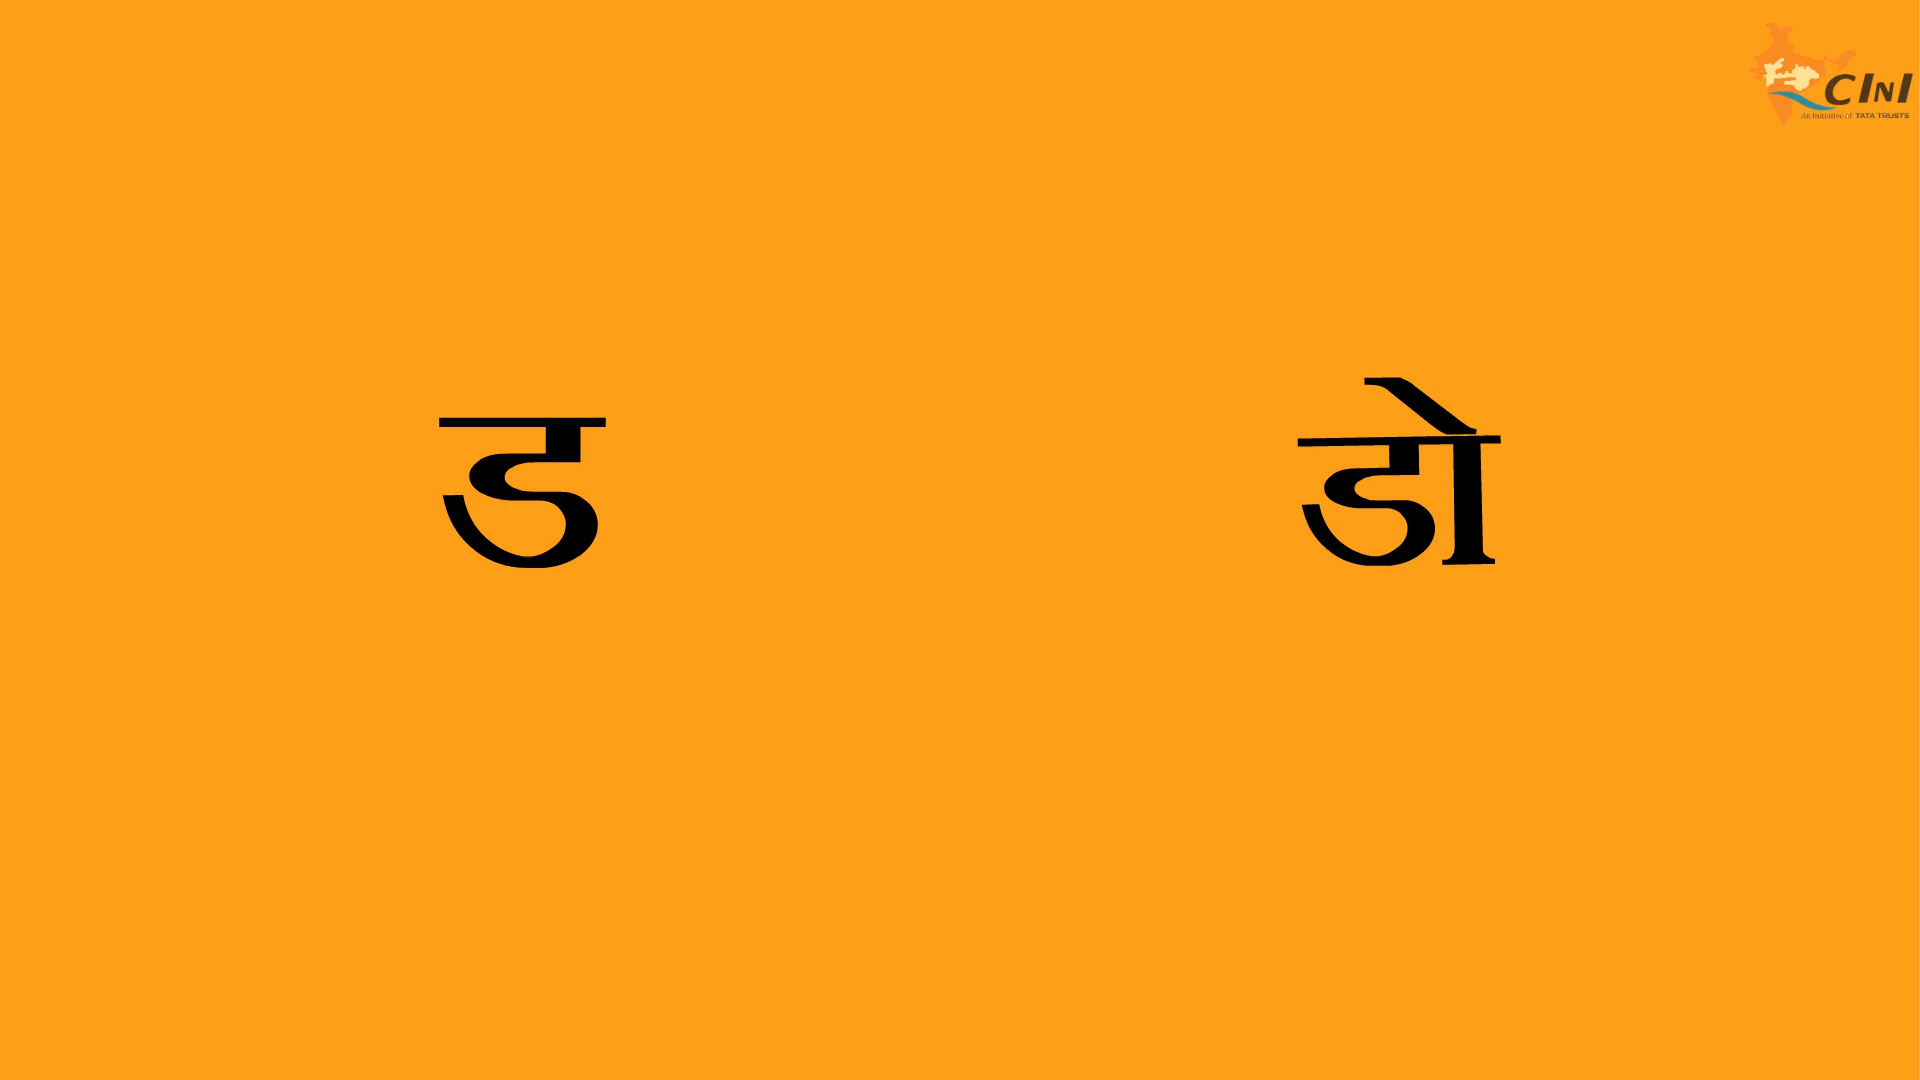 CInI
An Initiative of TATA TRUSTS
ड डो